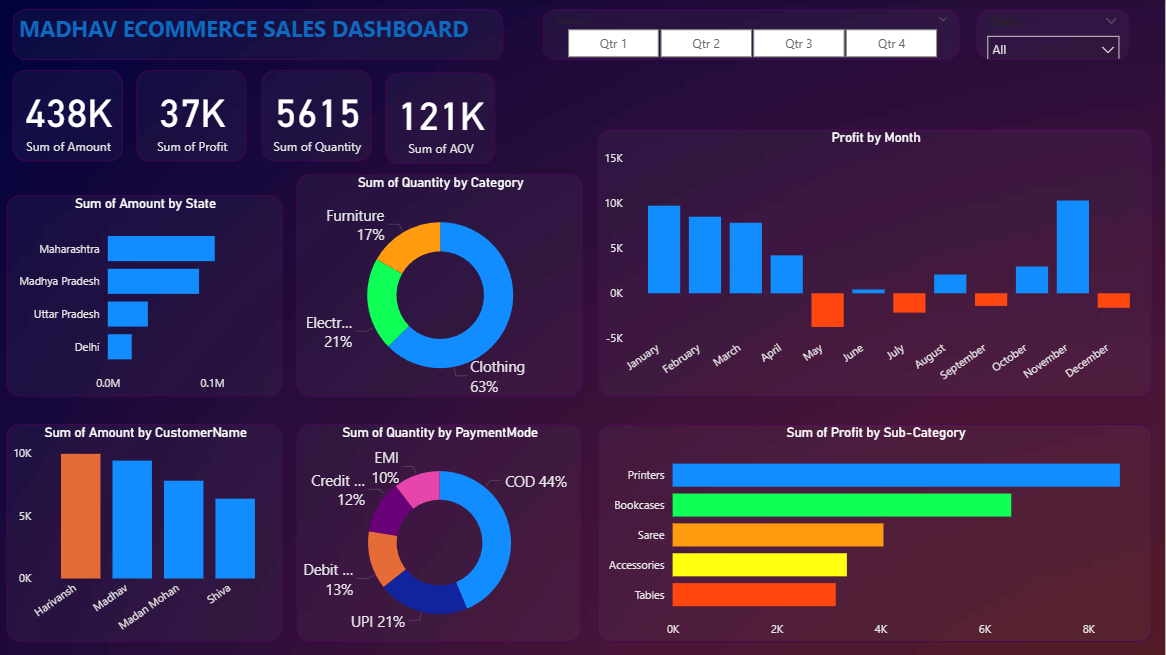 MADHAV ECOMMERCE SALES DASHBOARD
Qtr 1
Qtr 2
Qtr 3
Qtr 4
All
438K
Sum of Amount
37K
Sum of Profit
5615
Sum of Quantity
121K
Sum of AOV
Profit by Month
15K
10K
5K
0K
-5K
January
February
March
April
May
June
July
August
September
October
November
December
Sum of Amount by State
Maharashtra
Madhya Pradesh
Uttar Pradesh
Delhi
0.0M
0.1M
Sum of Quantity by Category
Furniture
17%
Electr...
21%
Clothing
63%
Sum of Amount by CustomerName
10K
5K
0K
Harivansh
Madhav
Madan Mohan
Shiva
Sum of Quantity by PaymentMode
EMI
10%
Credit ...
12%
COD 44%
Debit ...
13%
UPI 21%
Sum of Profit by Sub-Category
Printers
Bookcases
Saree
Accessories
Tables
0K
2K
4K
6K
8K